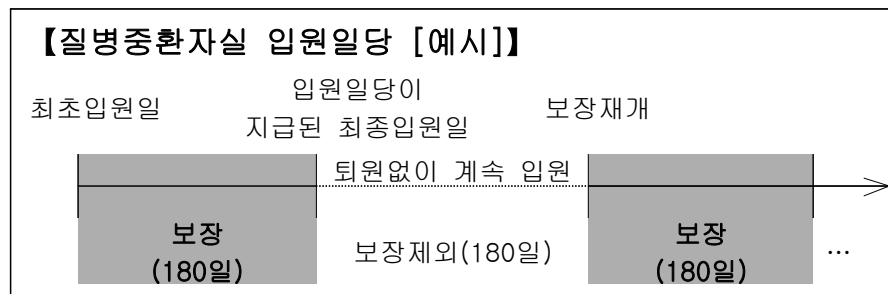 【질병중환자실 입원일당 [예시]】
최초입원일
입원일당이
지급된 최종입원일
보장재개
퇴원없이 계속 입원
보장
(180일)
보장제외(180일)
보장
(180일)
…